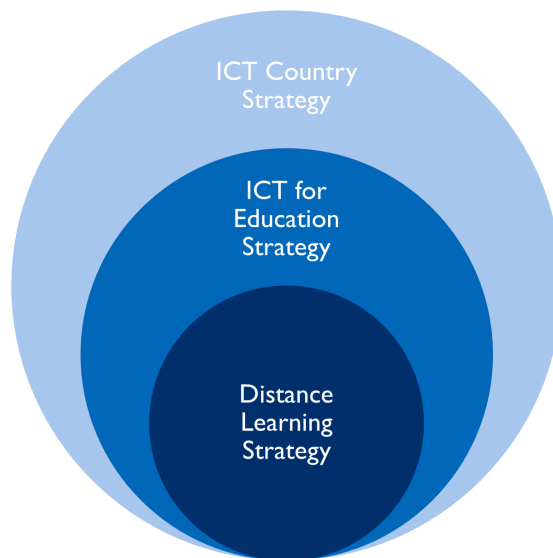 ICT Country
Strategy
ICT for
Education
Strategy
Distance
Learning
Strategy